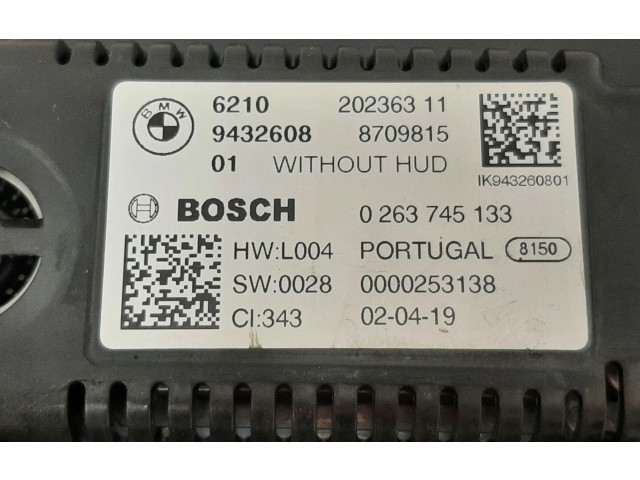 BMW
6210 202363 11
9432608 8709815
01 WITHOUT HUD
IK943260801
BOSCH 0 263 745 133
HW:L004 PORTUGAL 8150
SW:0028 0000253138
CI:343 02-04-19